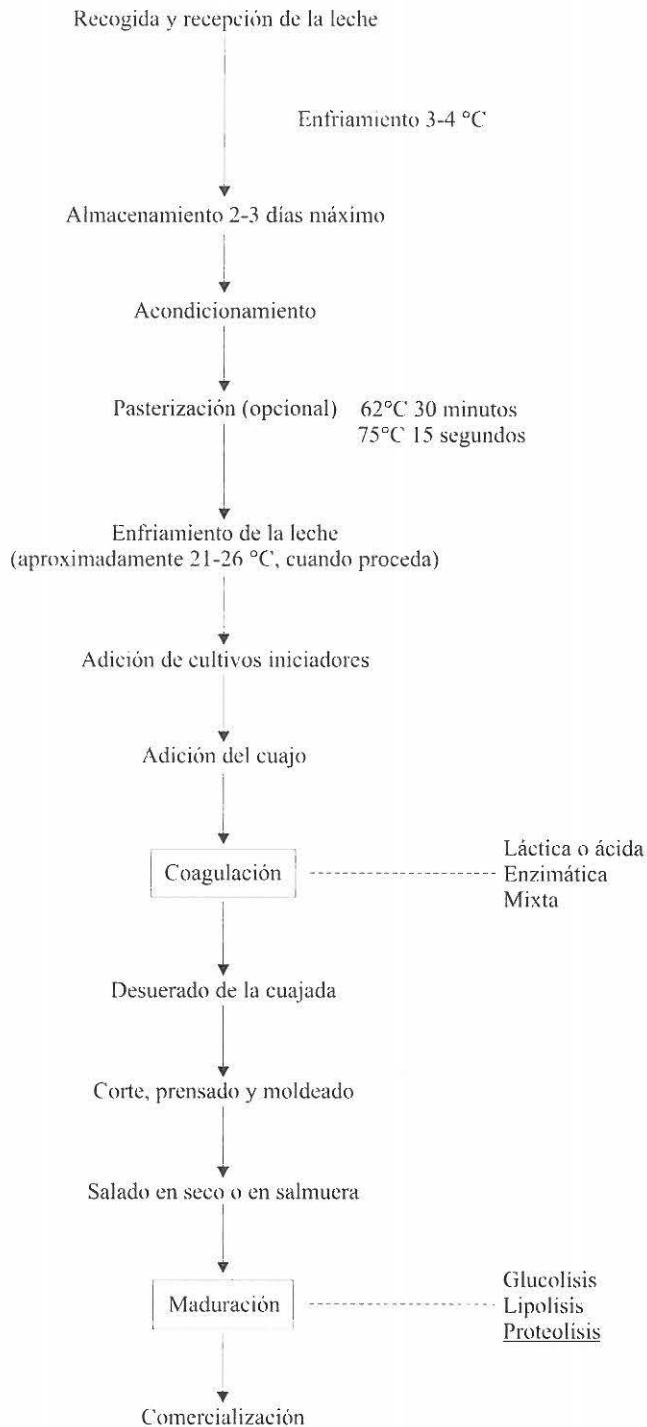 Recogida y recepción de la leche
Enfriamiento 3-4 °C
Almacenamiento 2-3 días máximo
Acondicionamiento
Pasterización (opcional) 62°C 30 minutos
75°C 15 segundos
Enfriamiento de la leche
(aproximadamente 21-26 °C, cuando proceda)
Adición de cultivos iniciadores
Adición del cuajo
Coagulación
Láctica o ácida
Enzimática
Mixta
Desuerado de la cuajada
Corte, prensado y moldeado
Salado en seco o en salmuera
Maduración
Glucolisis
Lipolisis
Proteolisis
Comercialización